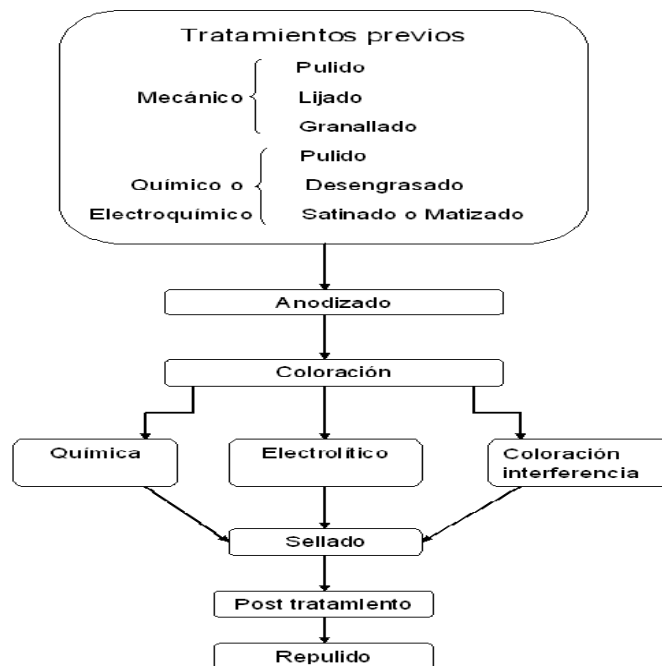 Tratamientos previos
Pulido
Mecánico
Lijado
Granallado
Pulido
Químico o
Desengrasado
Electroquímico
Satinado o Matizado
Anodizado
Coloración
Química
Electrolítico
Coloración
interferencia
Sellado
Post tratamiento
Repulido